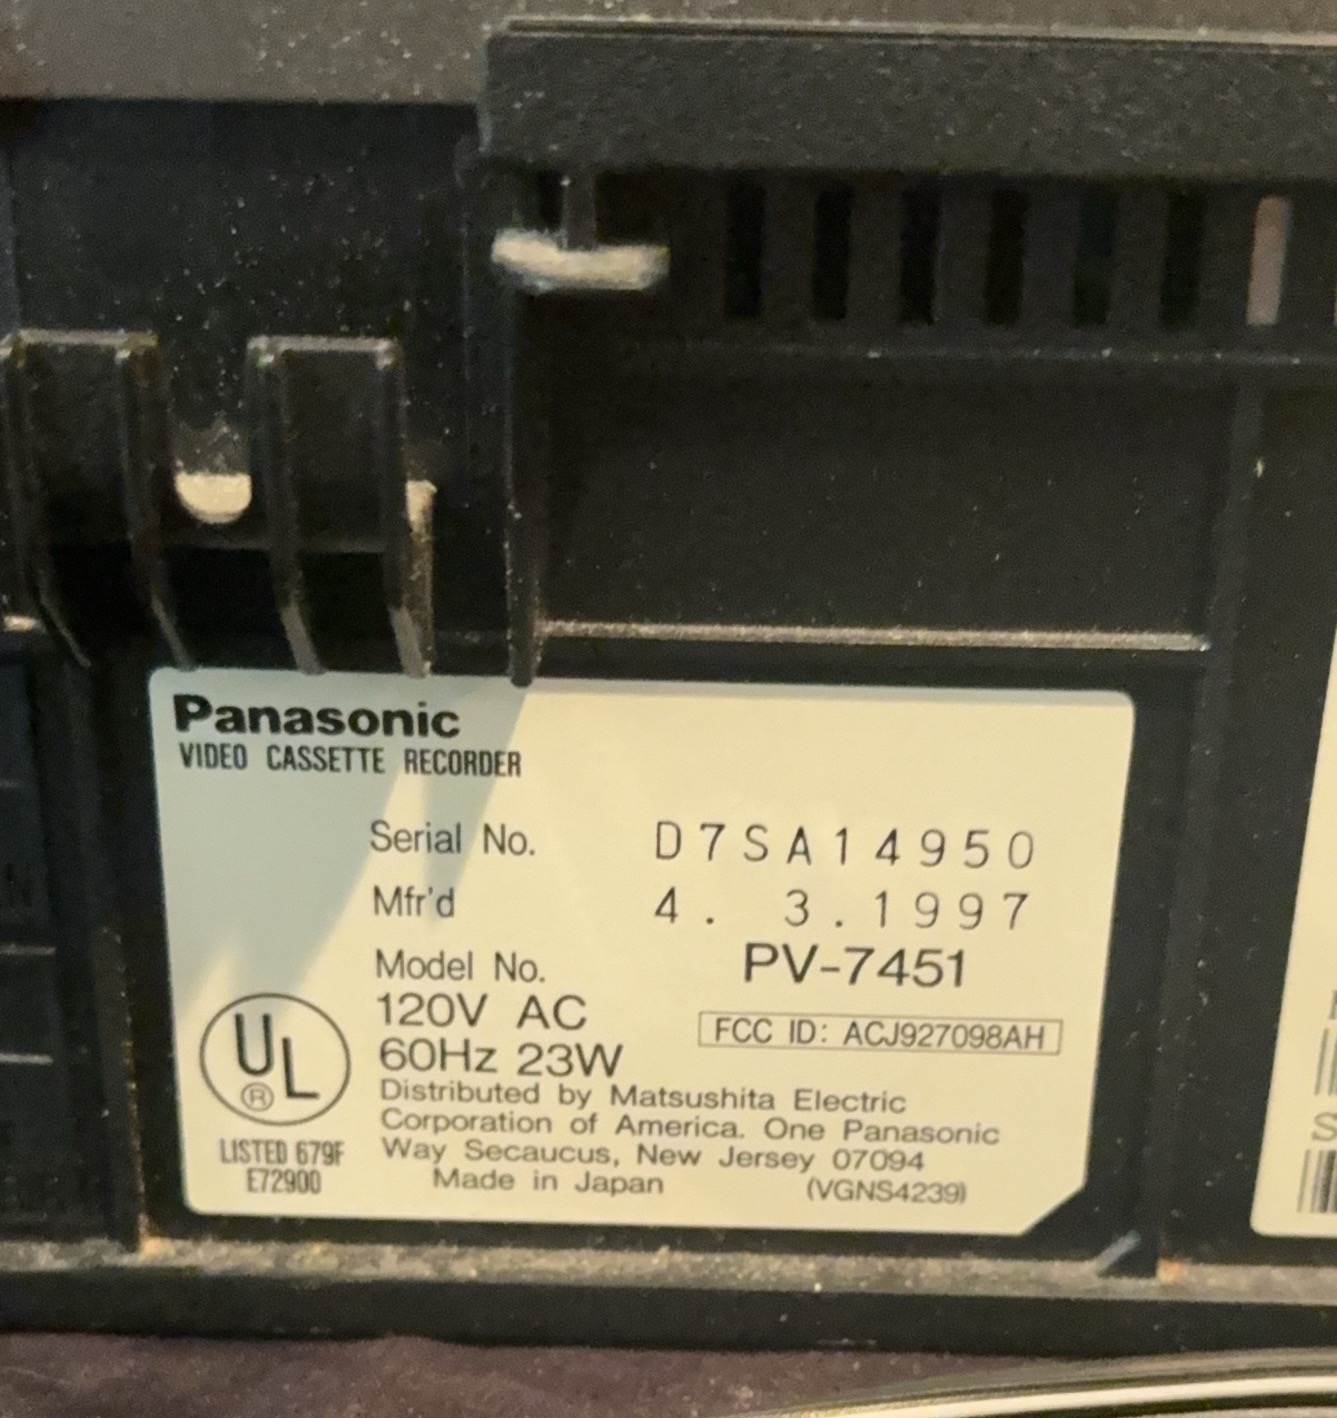 Panasonic
VIDEO CASSETTE RECORDER
Serial No. D7SA14950
Mfr'd 4. 3.1997
Model No. PV-7451
120V AC
60Hz 23W
FCC ID: ACJ927098AH
Distributed by Matsushita Electric
Corporation of America. One Panasonic
Way Secaucus, New Jersey 07094
Made in Japan (VGNS4239)
UL
®
LISTED 679F
E72900
S